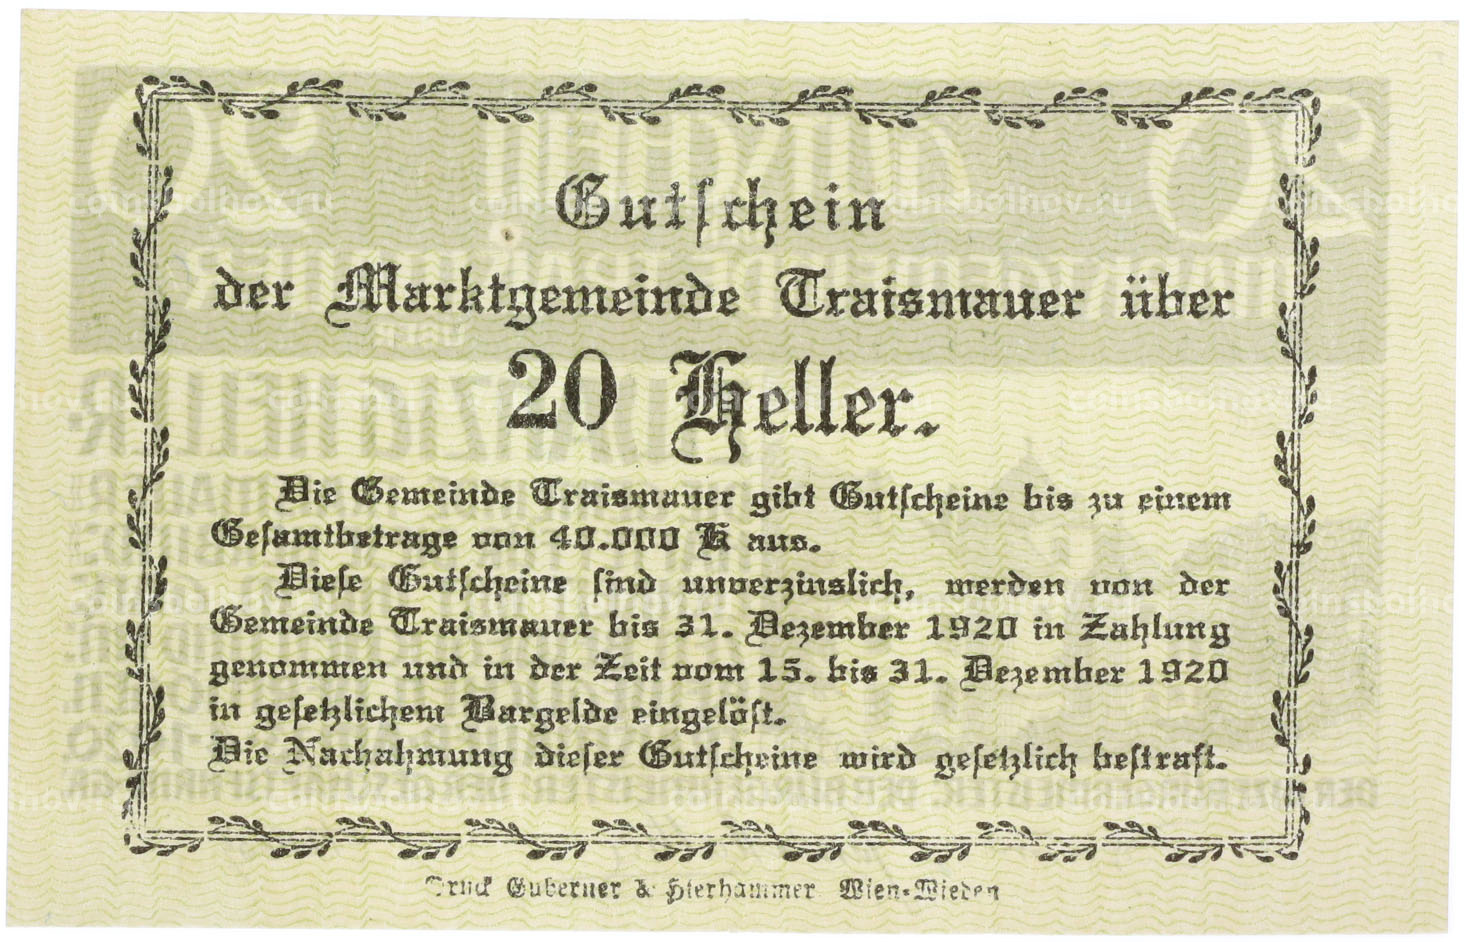 Gutschein
der Marktgemeinde Traismauer über
20 Heller.
Die Gemeinde Traismauer gibt Gutscheine bis zu einem
Gesamtbetrage von 40.000 K aus.
Diese Gutscheine sind unverzinslich, werden von der
Gemeinde Traismauer bis 31. Dezember 1920 in Zahlung
genommen und in der Zeit vom 15. bis 31. Dezember 1920
in gesetzlichem Bargelde eingelöst.
Die Nachahmung dieser Gutscheine wird gesetzlich bestraft.
Druck Guberner & Hierhammer Wien-Wieden